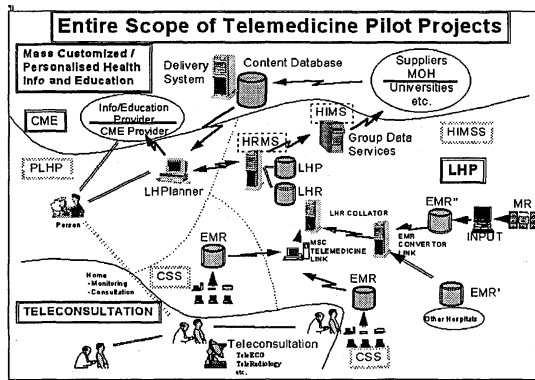 Entire Scope of Telemedicine Pilot Projects
Mass Customized /
Personalised Health
Info and Education
Delivery
System
Content Database
Suppliers
MOH
Universities
etc.
Info/Education
Provider
CME Provider
CME
HIMS
HRMS
Group Data
Services
HIMSS
PLHP
LHPlanner
LHP
LHR
LHP
Person
LHR COLLATOR
EMR"
MR
INPUT
EMR
CONVERTOR
LINK
EMR
MSC
TELEMEDICINE
LINK
CSS
Home
-Monitoring
-Consultation
EMR
EMR'
Other Hospitals
TELECONSULTATION
Teleconsultation
TeleECG
TeleRadiology
etc.
CSS